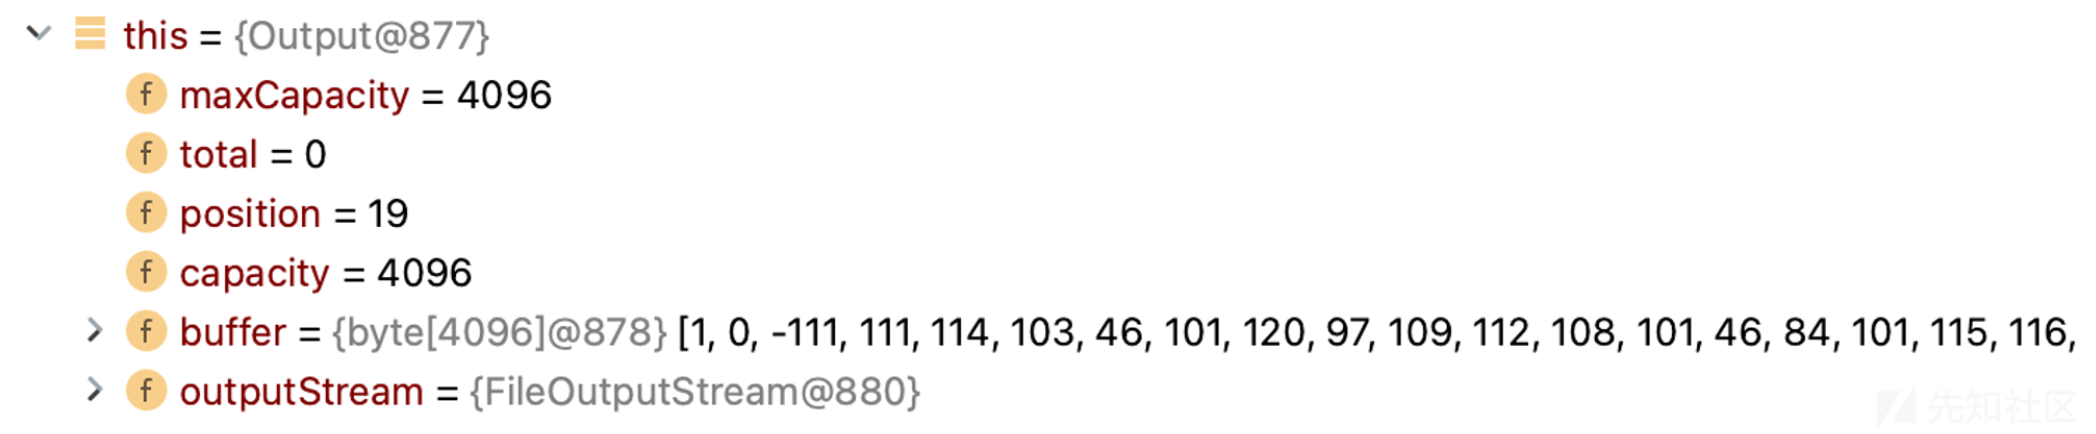 this = {Output@877}
f maxCapacity = 4096
f total = 0
f position = 19
f capacity = 4096
f buffer = {byte[4096]@878} [1, 0, -111, 111, 114, 103, 46, 101, 120, 97, 109, 112, 108, 101, 46, 84, 101, 115, 116,
f outputStream = {FileOutputStream@880}
先知社区